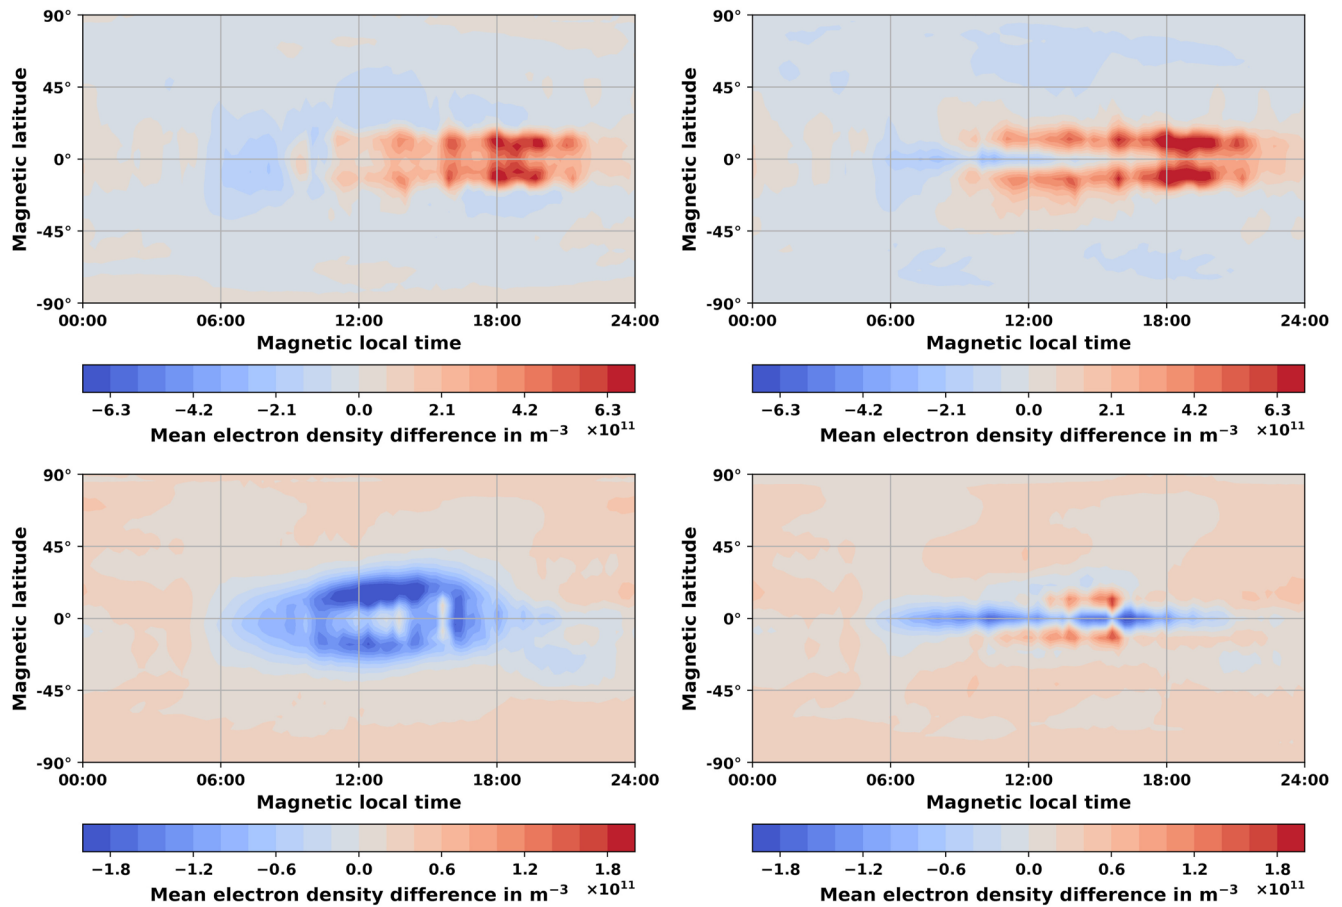 90°
45°
0°
-45°
-90°
Magnetic latitude
00:00 06:00 12:00 18:00 24:00
Magnetic local time
−6.3 −4.2 −2.1 0.0 2.1 4.2 6.3
Mean electron density difference in m−3 ×10¹¹
90°
45°
0°
-45°
-90°
Magnetic latitude
00:00 06:00 12:00 18:00 24:00
Magnetic local time
−6.3 −4.2 −2.1 0.0 2.1 4.2 6.3
Mean electron density difference in m−3 ×10¹¹
90°
45°
0°
-45°
-90°
Magnetic latitude
00:00 06:00 12:00 18:00 24:00
Magnetic local time
−1.8 −1.2 −0.6 0.0 0.6 1.2 1.8
Mean electron density difference in m−3 ×10¹¹
90°
45°
0°
-45°
-90°
Magnetic latitude
00:00 06:00 12:00 18:00 24:00
Magnetic local time
−1.8 −1.2 −0.6 0.0 0.6 1.2 1.8
Mean electron density difference in m−3 ×10¹¹